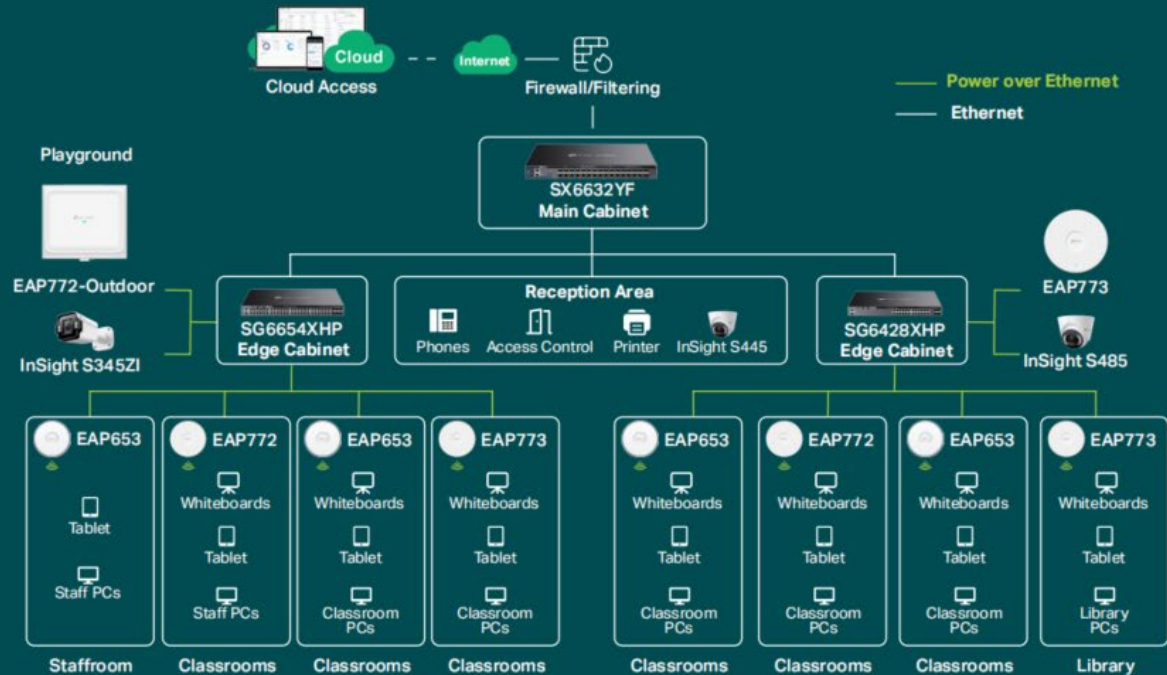 Cloud
Internet
Cloud Access
Firewall/Filtering
Power over Ethernet
Ethernet
Playground
SX6632YF
Main Cabinet
EAP772-Outdoor
InSight S345ZI
SG6654XHP
Edge Cabinet
Reception Area
Phones
Access Control
Printer
InSight S445
SG6428XHP
Edge Cabinet
EAP773
InSight S485
EAP653
Tablet
Staff PCs
Staffroom
EAP772
Whiteboards
Tablet
Staff PCs
Classrooms
EAP653
Whiteboards
Tablet
Classroom
PCs
Classrooms
EAP773
Whiteboards
Tablet
Classroom
PCs
Classrooms
EAP653
Whiteboards
Tablet
Classroom
PCs
Classrooms
EAP772
Whiteboards
Tablet
Classroom
PCs
Classrooms
EAP653
Whiteboards
Tablet
Classroom
PCs
Classrooms
EAP773
Whiteboards
Tablet
Library
PCs
Library